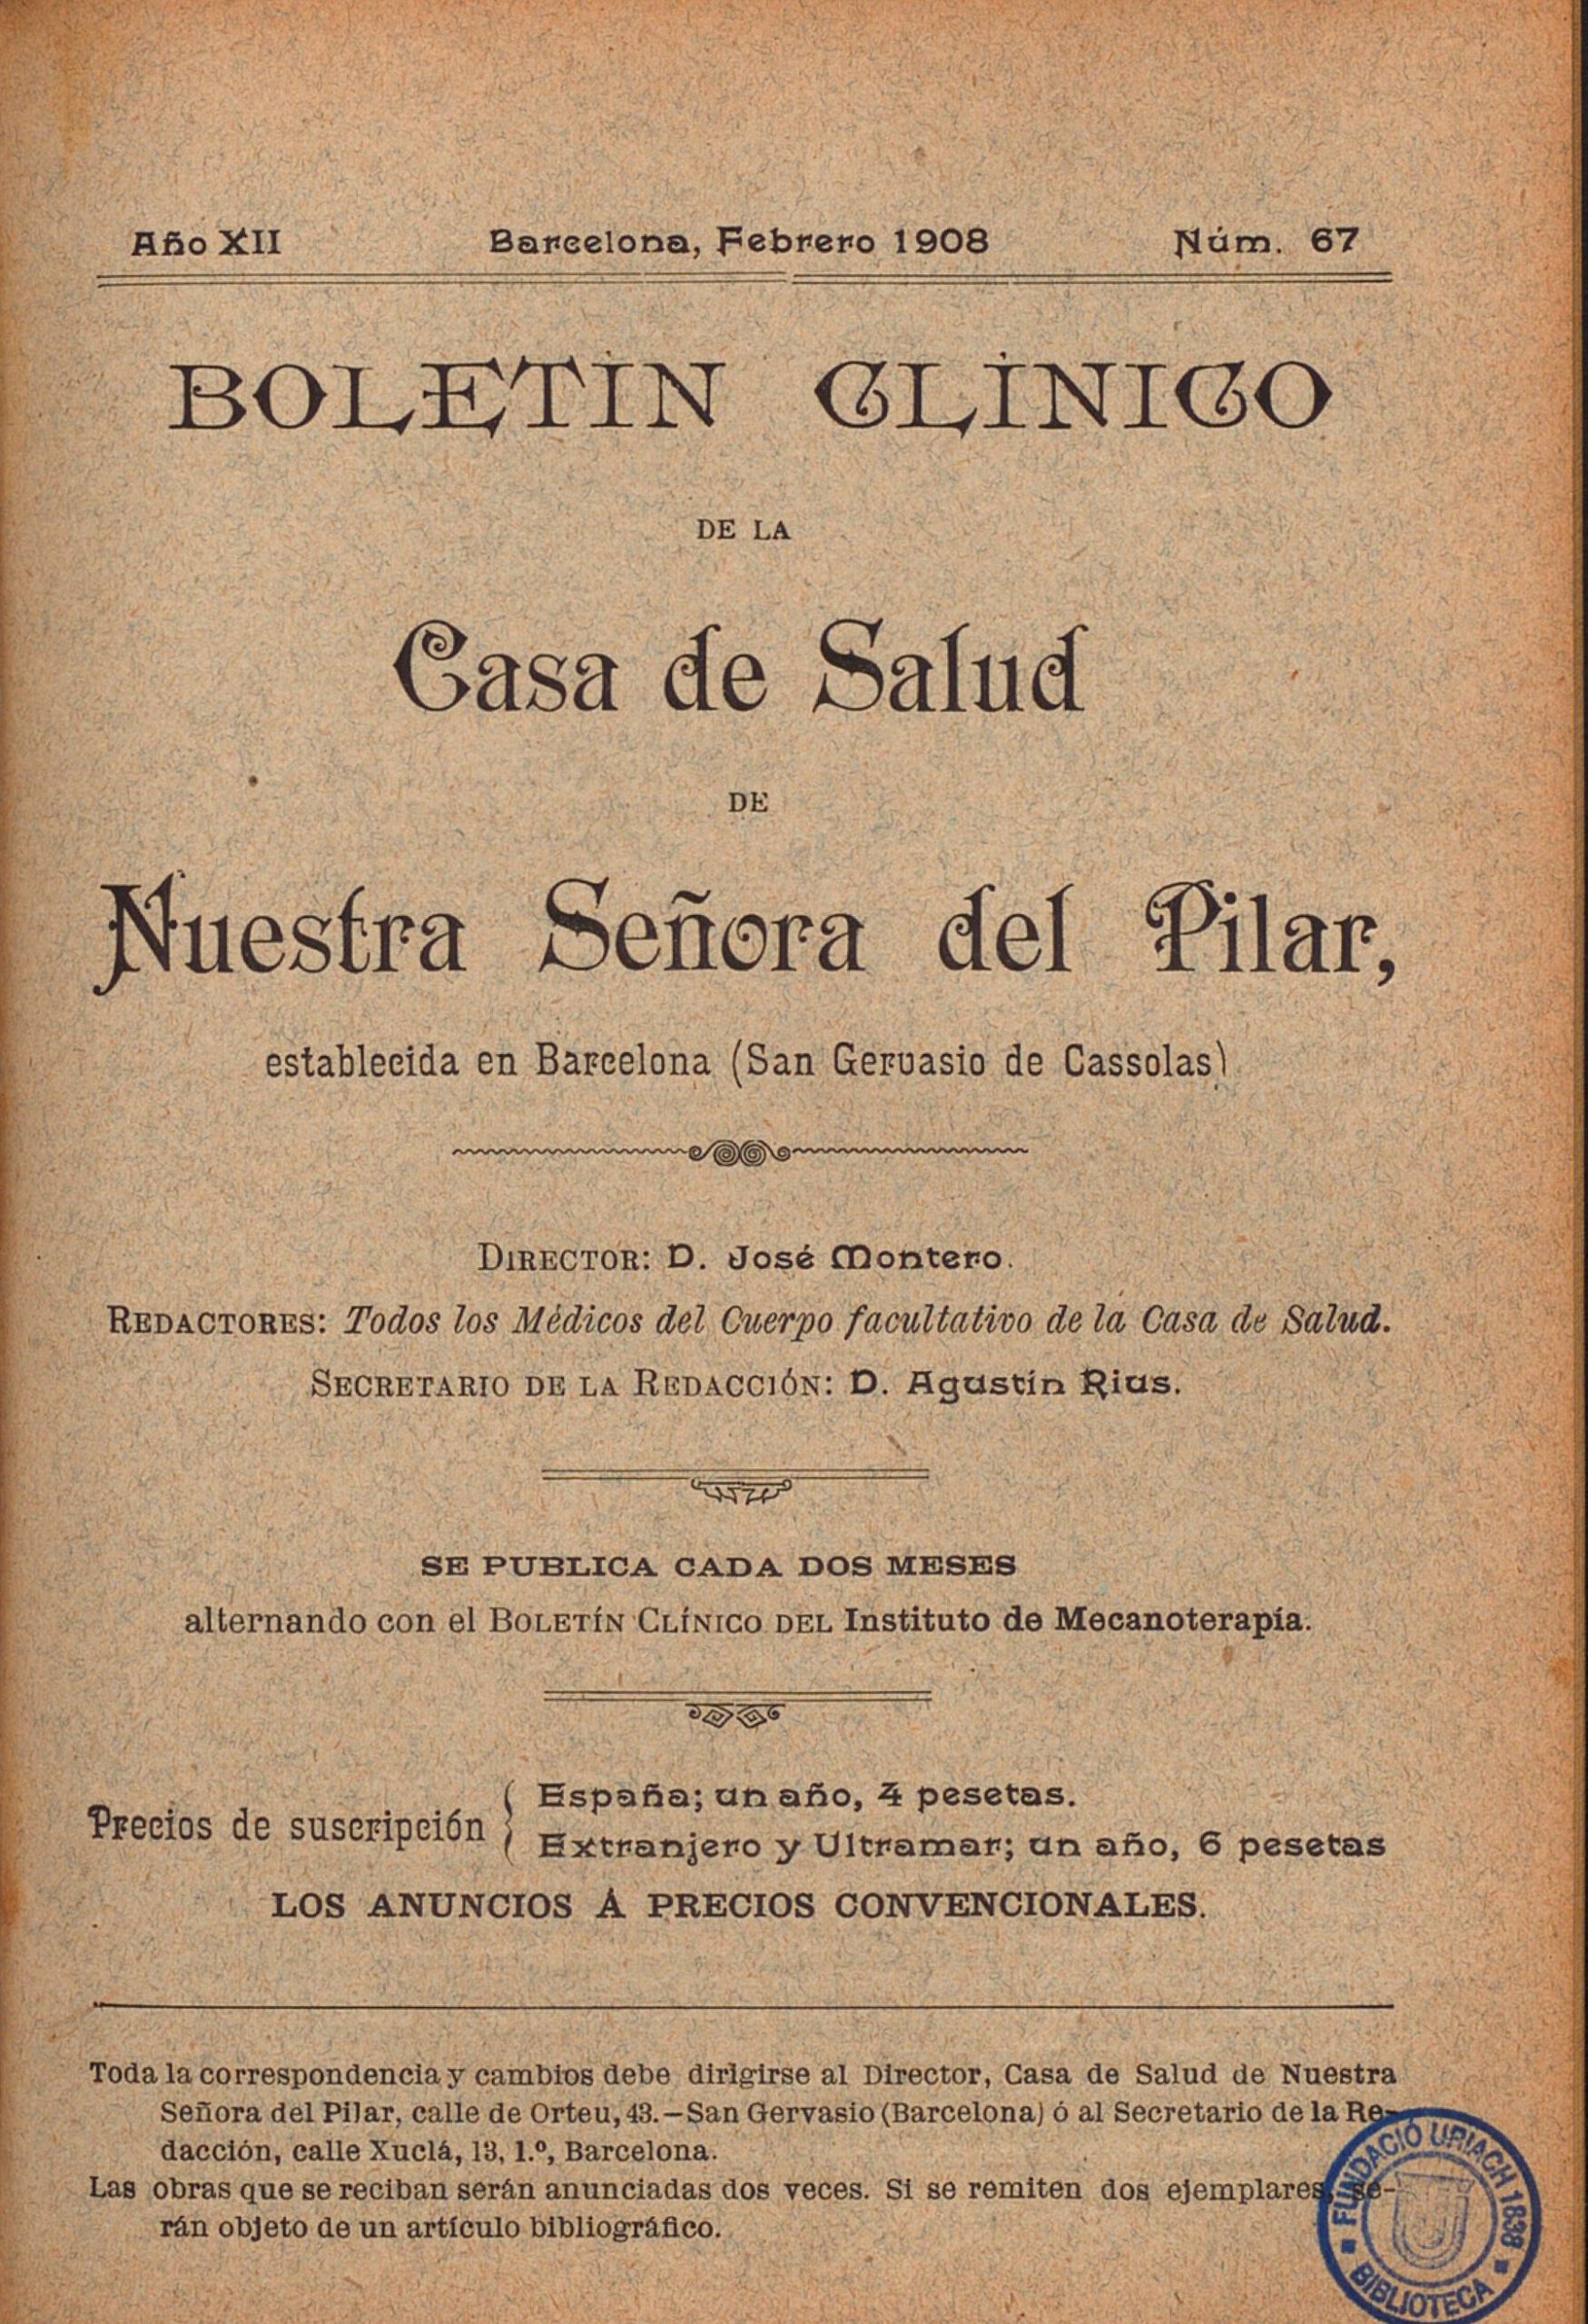 Año XII Barcelona, Febrero 1908 Núm. 67
BOLETÍN CLÍNICO
DE LA
Casa de Salud
DE
Nuestra Señora del Pilar,
establecida en Barcelona (San Gervasio de Cassolas)
DIRECTOR: D. José Montero.
REDACTORES: Todos los Médicos del Cuerpo facultativo de la Casa de Salud.
SECRETARIO DE LA REDACCIÓN: D. Agustín Rius.
SE PUBLICA CADA DOS MESES
alternando con el BOLETÍN CLÍNICO DEL Instituto de Mecanoterapia.
Precios de suscripción { España; un año, 4 pesetas.
Extranjero y Ultramar; un año, 6 pesetas
LOS ANUNCIOS Á PRECIOS CONVENCIONALES.
Toda la correspondencia y cambios debe dirigirse al Director, Casa de Salud de Nuestra
Señora del Pilar, calle de Orteu, 43.—San Gervasio (Barcelona) ó al Secretario de la Re-
dacción, calle Xuclá, 13, 1.º, Barcelona.
Las obras que se reciban serán anunciadas dos veces. Si se remiten dos ejemplares, se-
rán objeto de un artículo bibliográfico.
FUNDACIÓ URIACH 1838
BIBLIOTECA